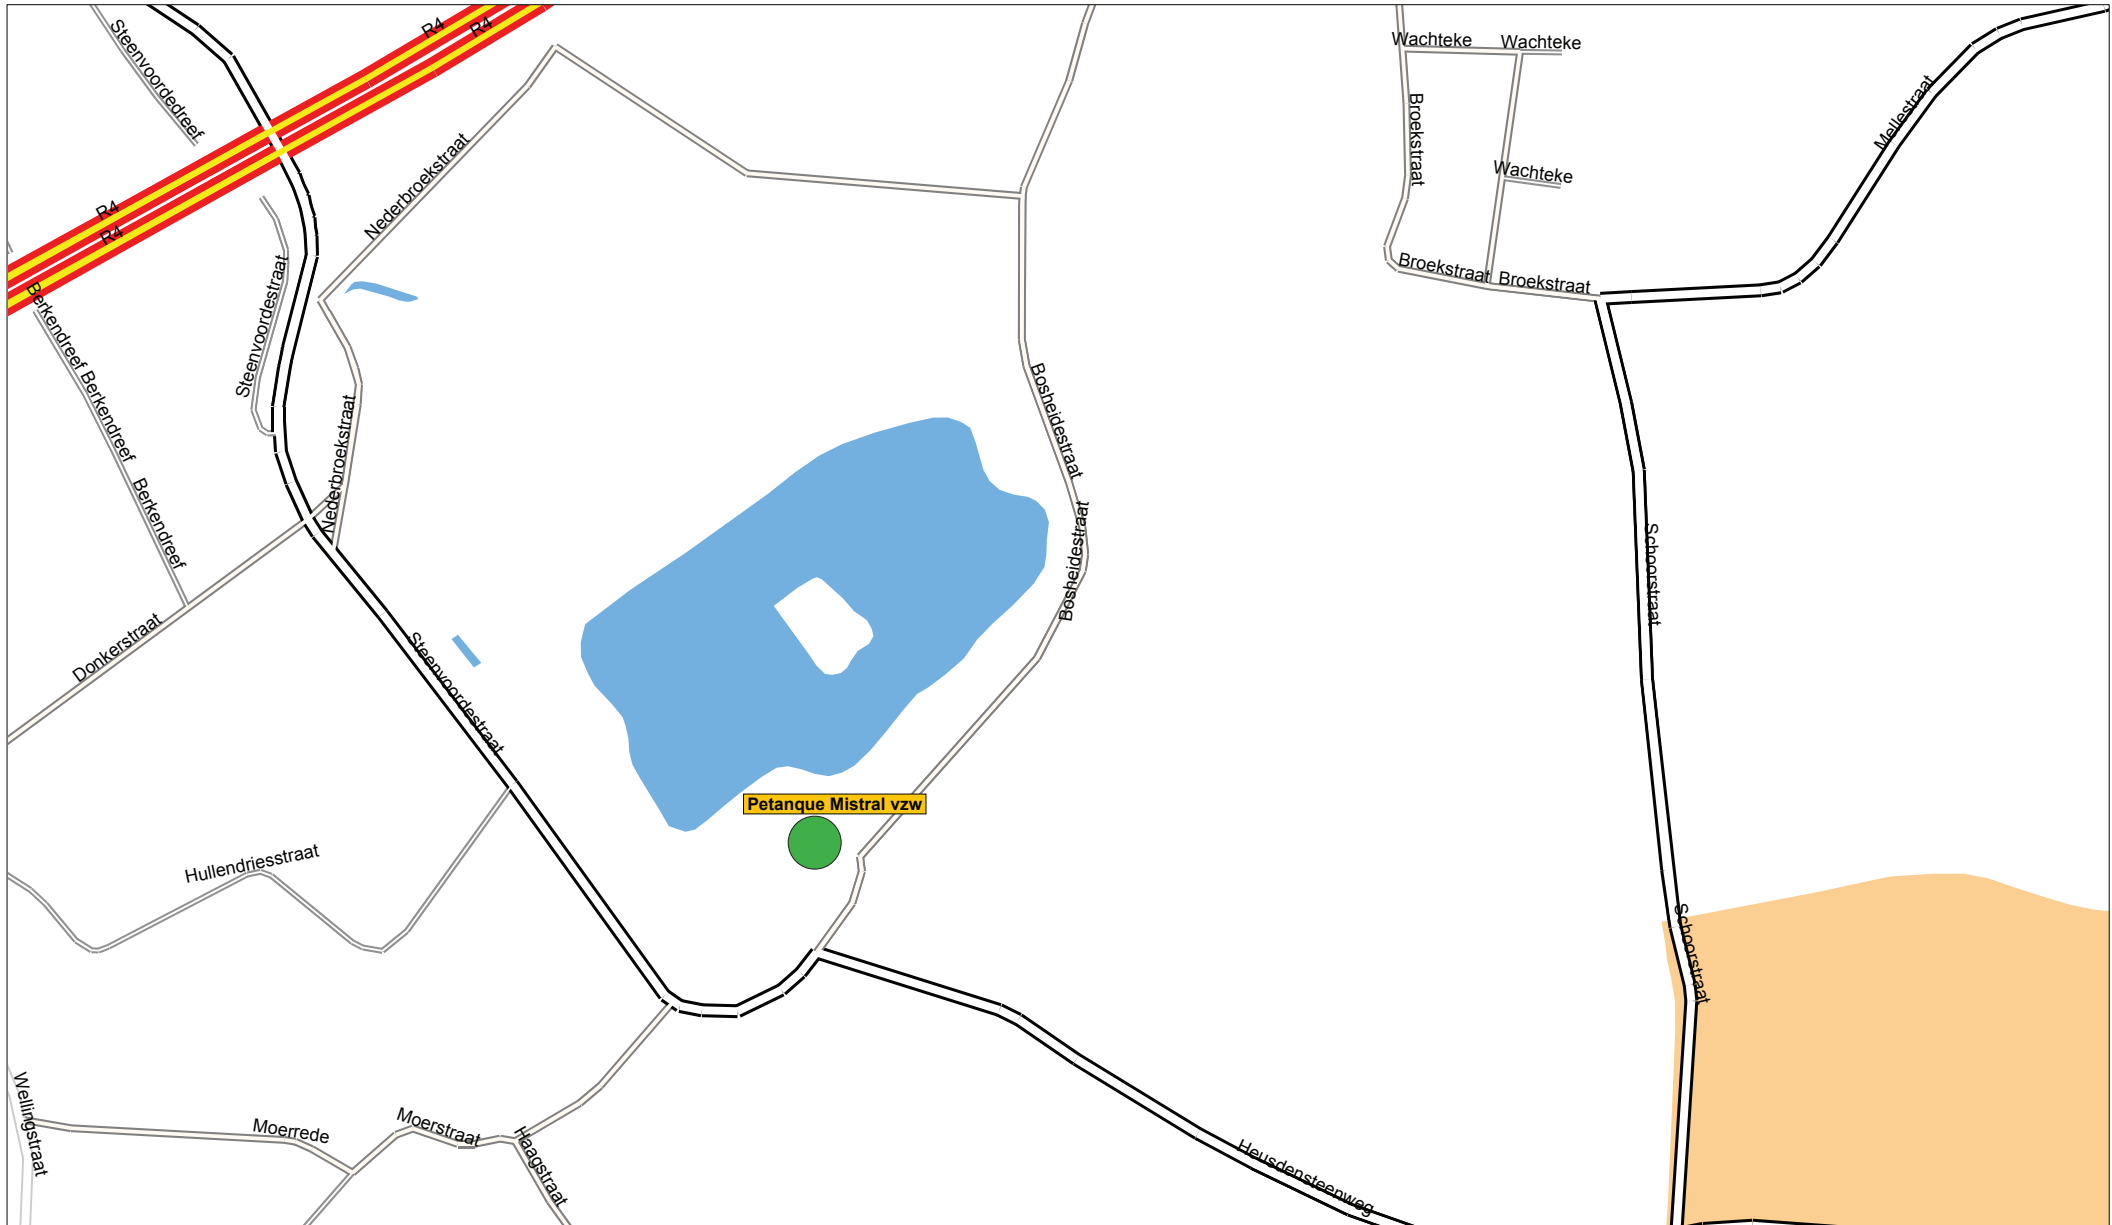 Steenvoordedreef
R4
R4
Wachteke
Wachteke
Mellestraat
Broekstraat
Nederbroekstraat
Wachteke
R4
R4
Steenvoordestraat
Broekstraat
Broekstraat
Berkendreef
Berkendreef
Bosheidestraat
Nederbroekstraat
Berkendreef
Bosheidestraat
Schoorstraat
Donkerstraat
Steenvoordestraat
Petanque Mistral vzw
Hullendriesstraat
Schoorstraat
Wellingstraat
Moerrede
Moerstraat
Haagstraat
Heusdensteenweg